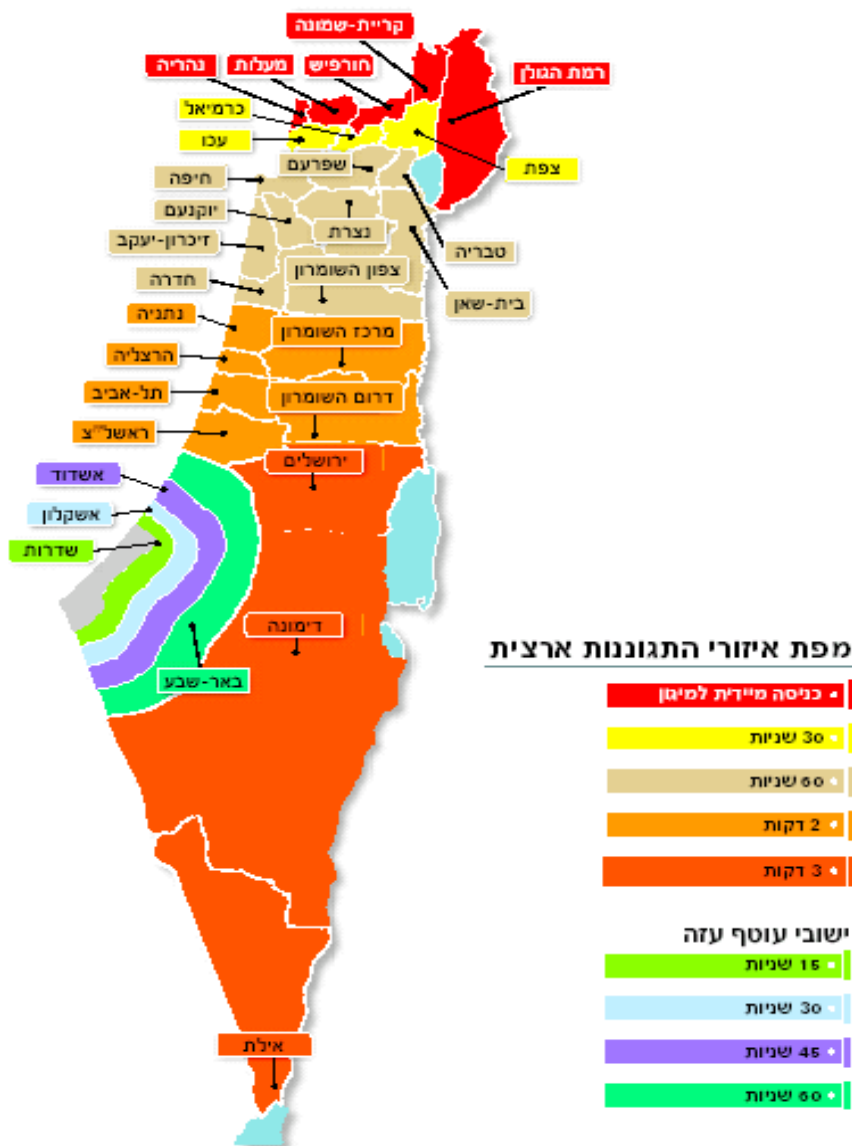 קריית-שמונה
נהריה
מעלות
חורפיש
רמת הגולן
כרמיאל
עכו
צפת
שפרעם
חיפה
יוקנעם
נצרת
זיכרון-יעקב
טבריה
צפון השומרון
חדרה
בית-שאן
נתניה
מרכז השומרון
הרצליה
תל-אביב
דרום השומרון
ראשל"צ
ירושלים
אשדוד
אשקלון
שדרות
דימונה
באר-שבע
אילת
מפת איזורי התגוננות ארצית
כניסה מיידית למיגון
30 שניות
60 שניות
2 דקות
3 דקות
ישובי עוטף עזה
15 שניות
30 שניות
45 שניות
60 שניות